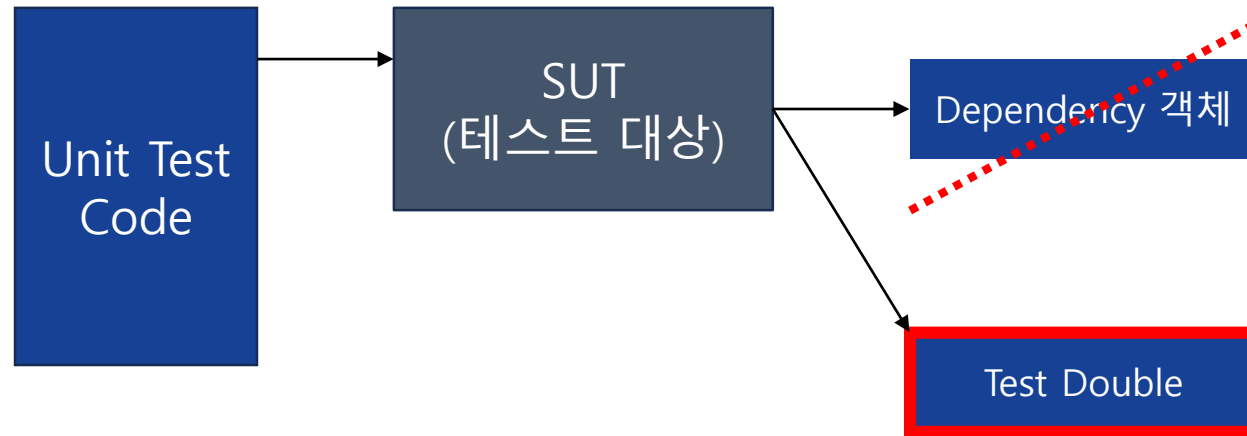 Unit Test
Code
SUT
(테스트 대상)
Dependency 객체
Test Double